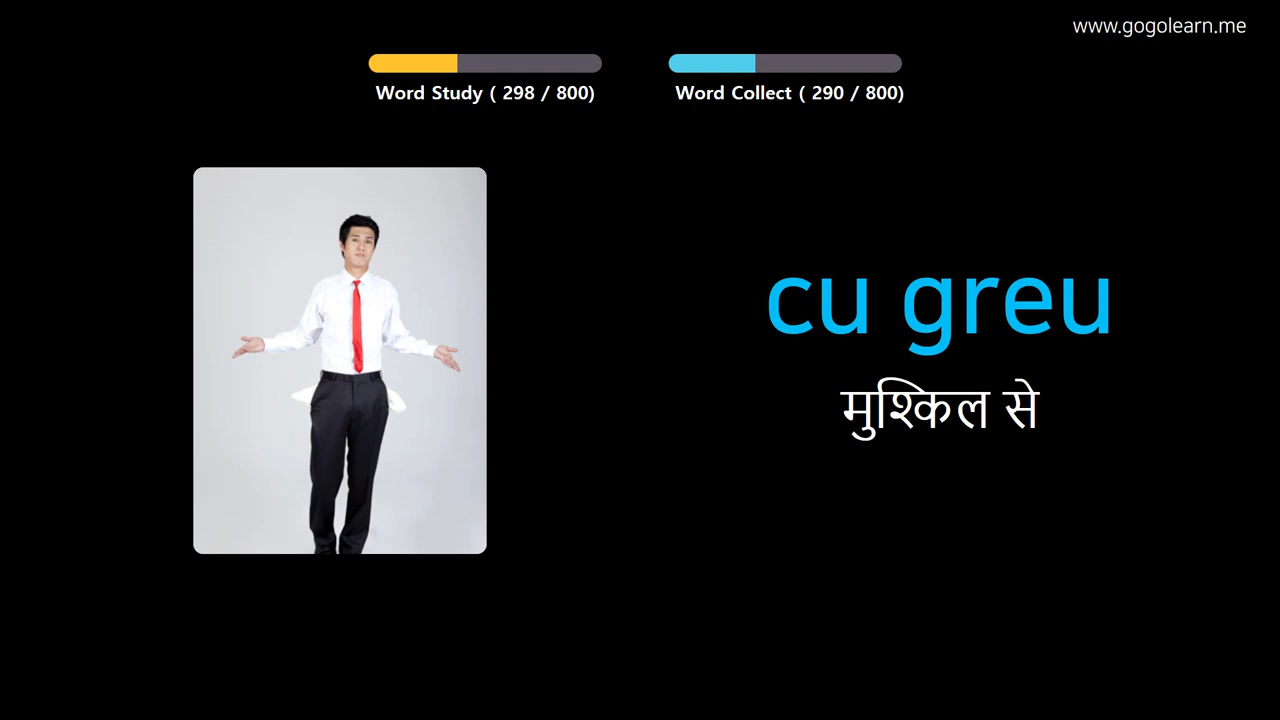 www.gogolearn.me
Word Study ( 298 / 800)
Word Collect ( 290 / 800)
cu greu
मुश्किल से